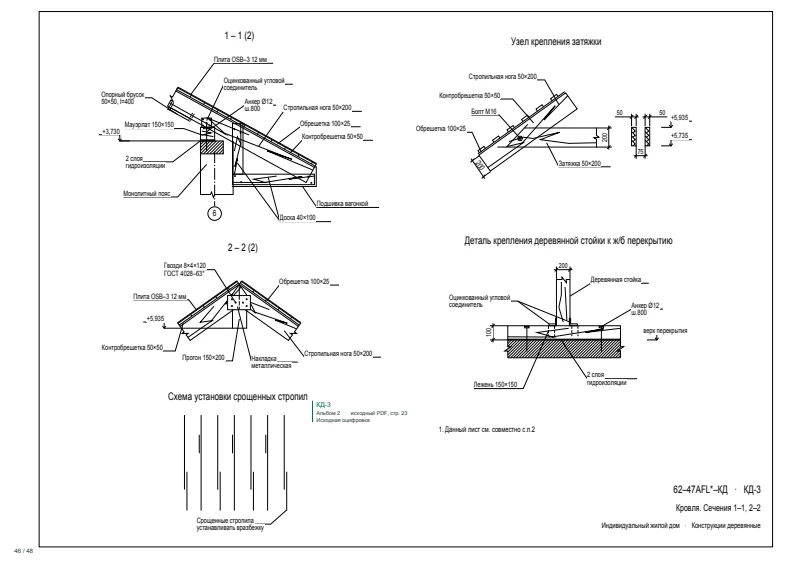 1 – 1 (2)
Плита OSB–3 12 мм
Оцинкованный угловой
соединитель
Опорный брусок
50×50, l=400
Анкер Ø12
ш.800
Стропильная нога 50×200
Мауэрлат 150×150
Обрешетка 100×25
+3,730
Контробрешетка 50×50
2 слоя
гидроизоляции
Монолитный пояс
Подшивка вагонкой
Доска 40×100
6
Узел крепления затяжки
Стропильная нога 50×200
Контробрешетка 50×50
Болт М16
Обрешетка 100×25
200
200
Затяжка 50×200
50
50
+5,935
+5,735
75
2 – 2 (2)
Гвозди 8×4×120
ГОСТ 4028–63*
Обрешетка 100×25
Плита OSB–3 12 мм
+5,935
Контробрешетка 50×50
Прогон 150×200
Накладка
металлическая
Стропильная нога 50×200
Деталь крепления деревянной стойки к ж/б перекрытию
200
Деревянная стойка
Оцинкованный угловой
соединитель
Анкер Ø12
ш.800
100
верх перекрытия
2 слоя
гидроизоляции
Лежень 150×150
Схема установки срощенных стропил
КД-3
Альбом 2 · исходный PDF, стр. 23
Исходная оцифровка
Срощенные стропила
устанавливать вразбежку
1. Данный лист см. совместно с л.2
62–47AFL*–КД · КД-3
Кровля. Сечения 1–1, 2–2
Индивидуальный жилой дом · Конструкции деревянные
46 / 48